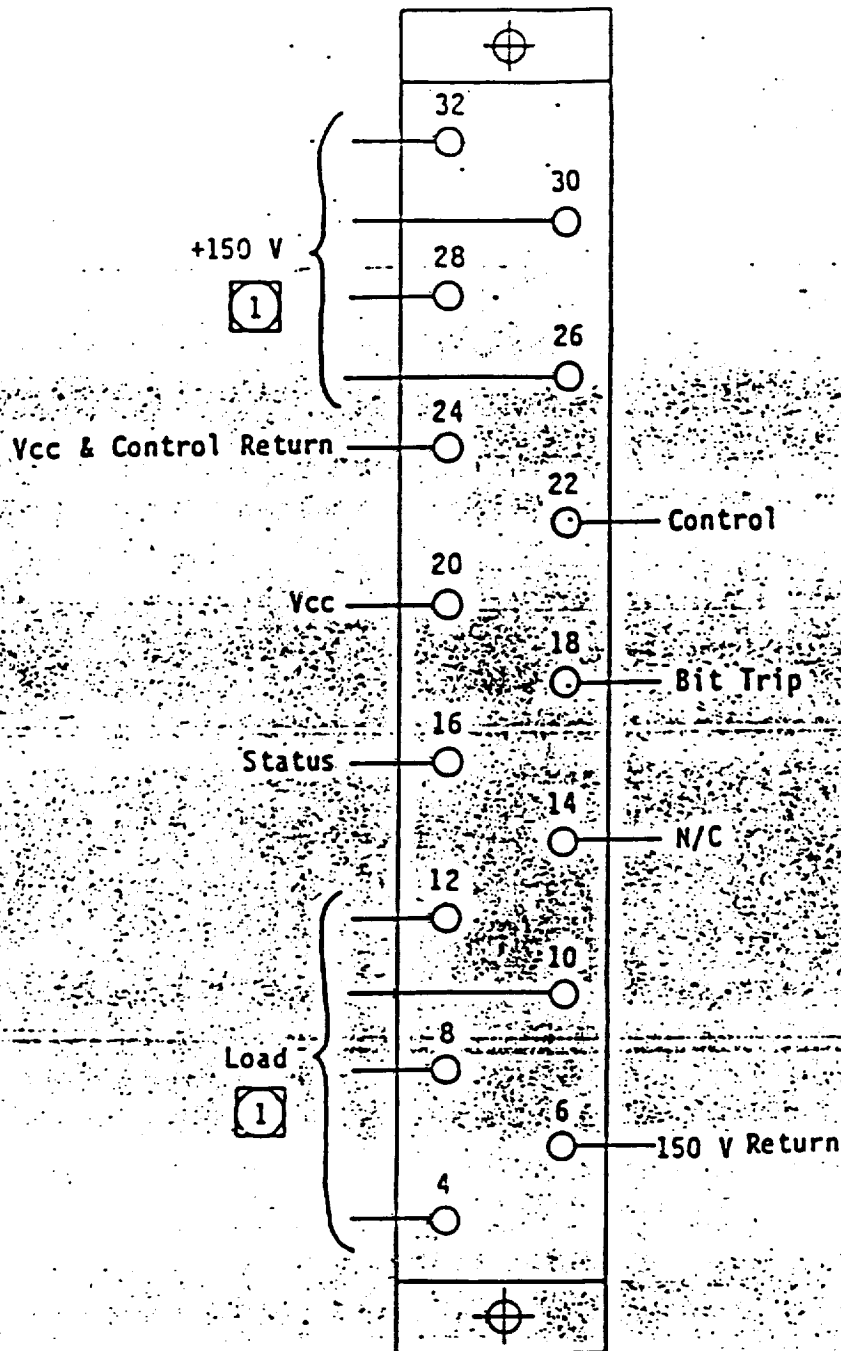 32
30
+150 V
28
1
26
24
Vcc & Control Return
22
Control
20
Vcc
18
Bit Trip
16
Status
14
N/C
12
10
8
Load
1
6
150 V Return
4